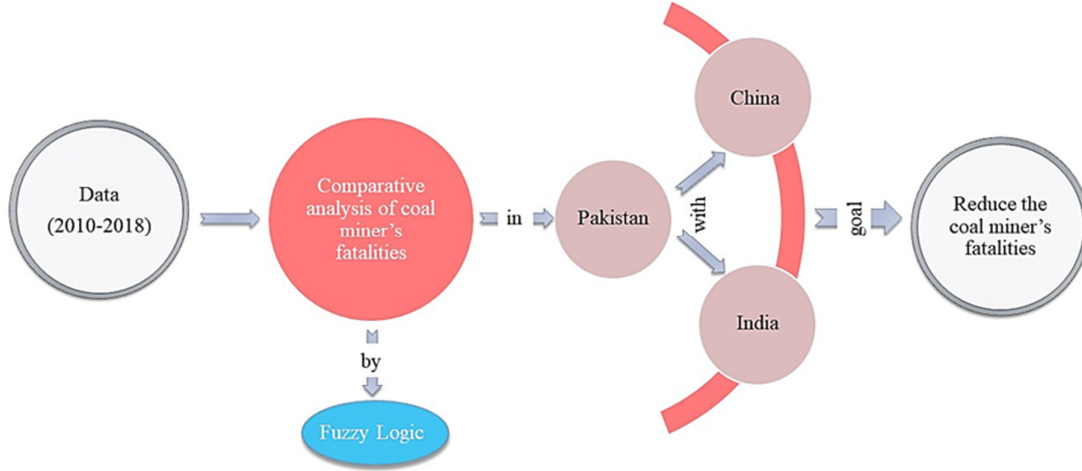 Data
(2010-2018)
Comparative
analysis of coal
miner's
fatalities
by
Fuzzy Logic
in
Pakistan
with
China
India
goal
Reduce the
coal miner's
fatalities